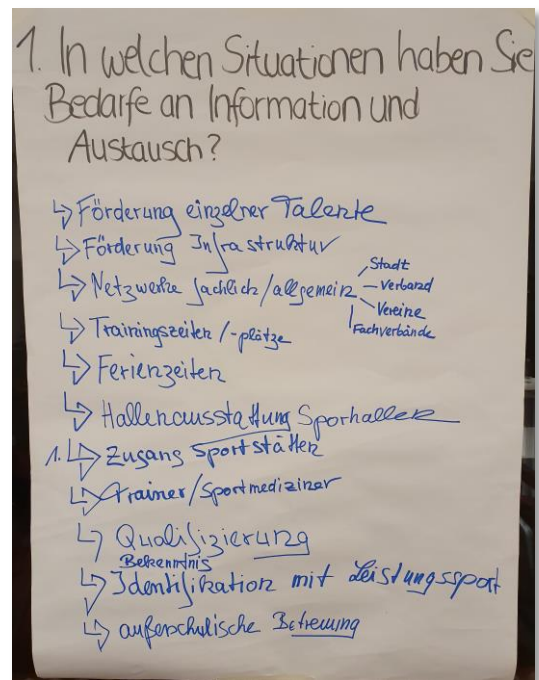 1. In welchen Situationen haben Sie
Bedarfe an Information und
Austausch?
↳ Förderung einzelner Talente
↳ Förderung Infrastruktur
↳ Netzwerke fachlich/allgemein
Stadt
Verband
Vereine
Fachverbände
↳ Trainingszeiten/-plätze
↳ Ferienzeiten
↳ Hallenausstattung Sporhallen
1. ↳ Zugang Sportstätten
↳ Trainer/Sportmediziner
↳ Qualifizierung
Bekenntnis
↳ Identifikation mit Leistungssport
↳ außerschulische Betreuung